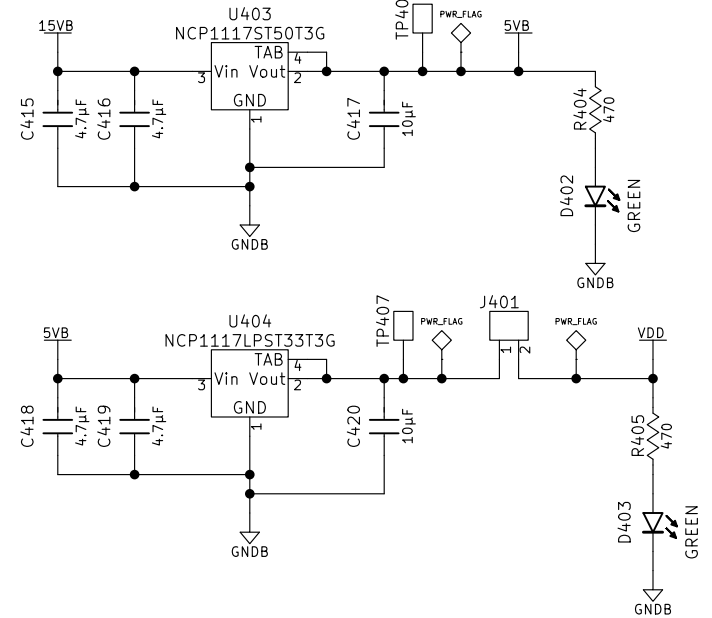 U403
NCP1117ST50T3G
15VB
TP40
PWR_FLAG
5VB
TAB
4
3
Vin
Vout
2
GND
1
C415
4.7µF
C416
4.7µF
C417
10µF
R404
470
D402
GREEN
GNDB
GNDB
U404
NCP1117LPST33T3G
5VB
TP407
PWR_FLAG
J401
1
2
PWR_FLAG
VDD
TAB
4
3
Vin
Vout
2
GND
1
C418
4.7µF
C419
4.7µF
C420
10µF
R405
470
D403
GREEN
GNDB
GNDB